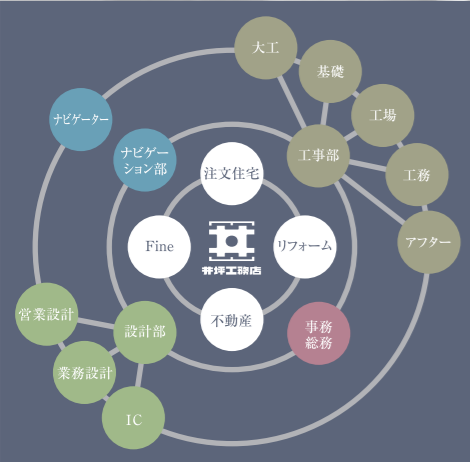 大工
基礎
工場
工務
アフター
工事部
ナビゲーター
ナビゲー
ション部
注文住宅
Fine
リフォーム
不動産
井坪工務店
営業設計
設計部
業務設計
IC
事務
総務